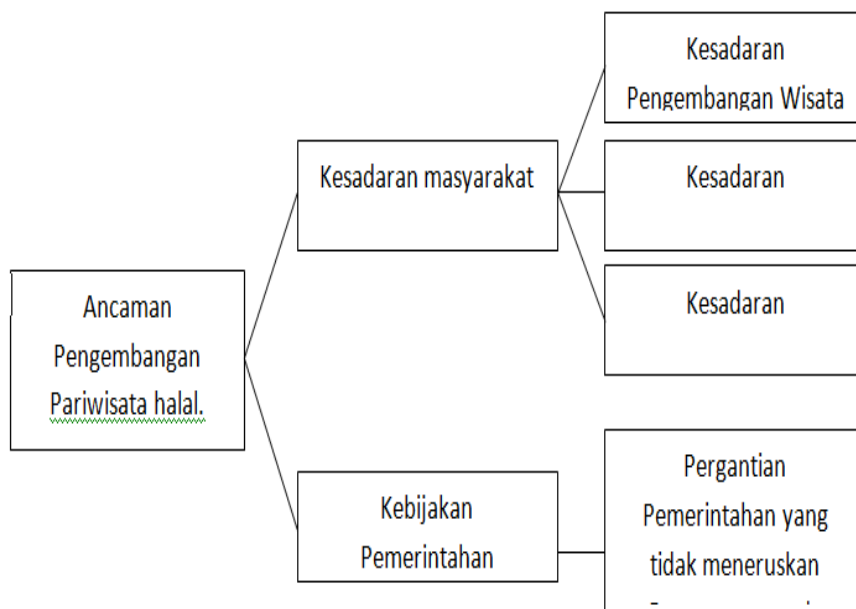 Kesadaran
Pengembangan Wisata
Kesadaran masyarakat
Kesadaran
Kesadaran
Ancaman
Pengembangan
Pariwisata halal.
Kebijakan
Pemerintahan
Pergantian
Pemerintahan yang
tidak meneruskan